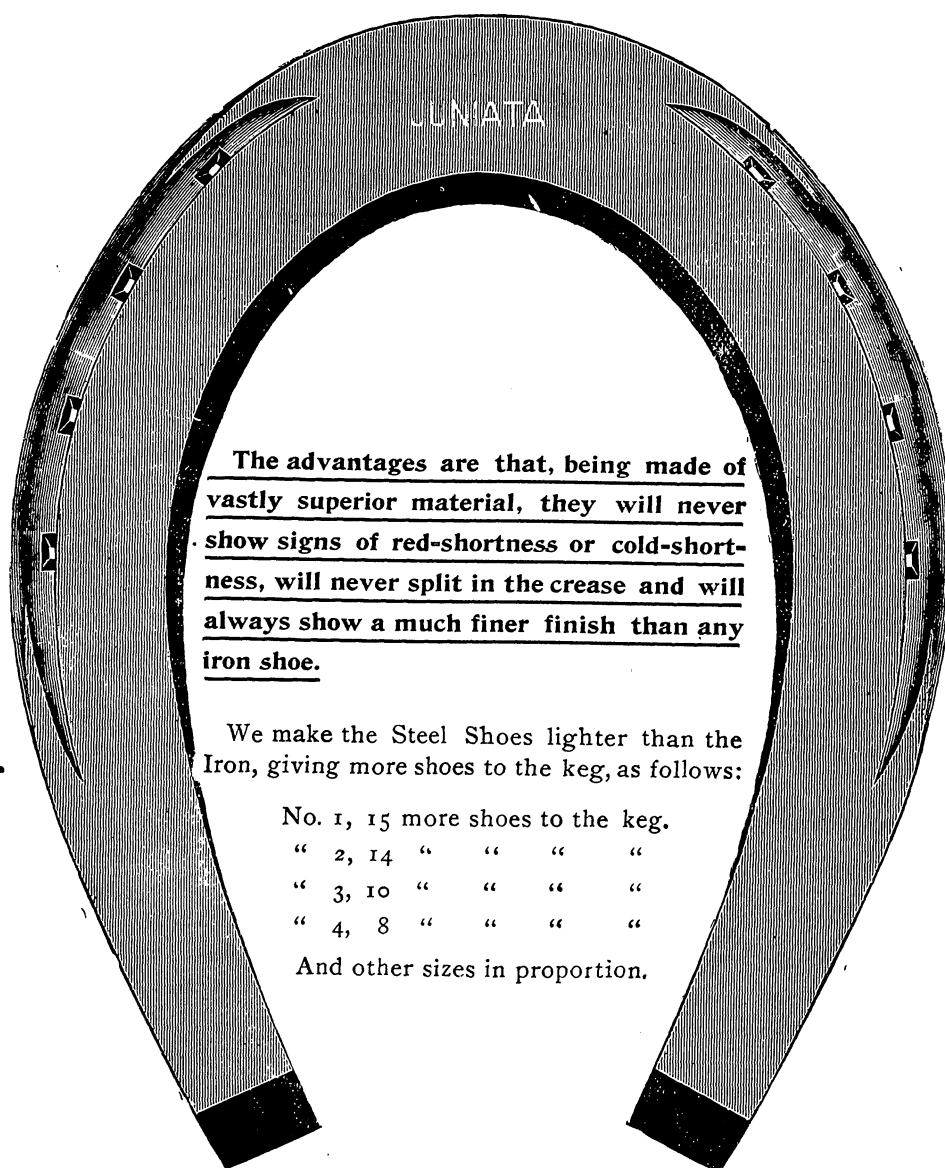 JUNIATA
The advantages are that, being made of
vastly superior material, they will never
show signs of red-shortness or cold-short-
ness, will never split in the crease and will
always show a much finer finish than any
iron shoe.
We make the Steel Shoes lighter than the
Iron, giving more shoes to the keg, as follows:
No. 1, 15 more shoes to the keg.
“ 2, 14 “ “ “ “
“ 3, 10 “ “ “ “
“ 4, 8 “ “ “ “
And other sizes in proportion.